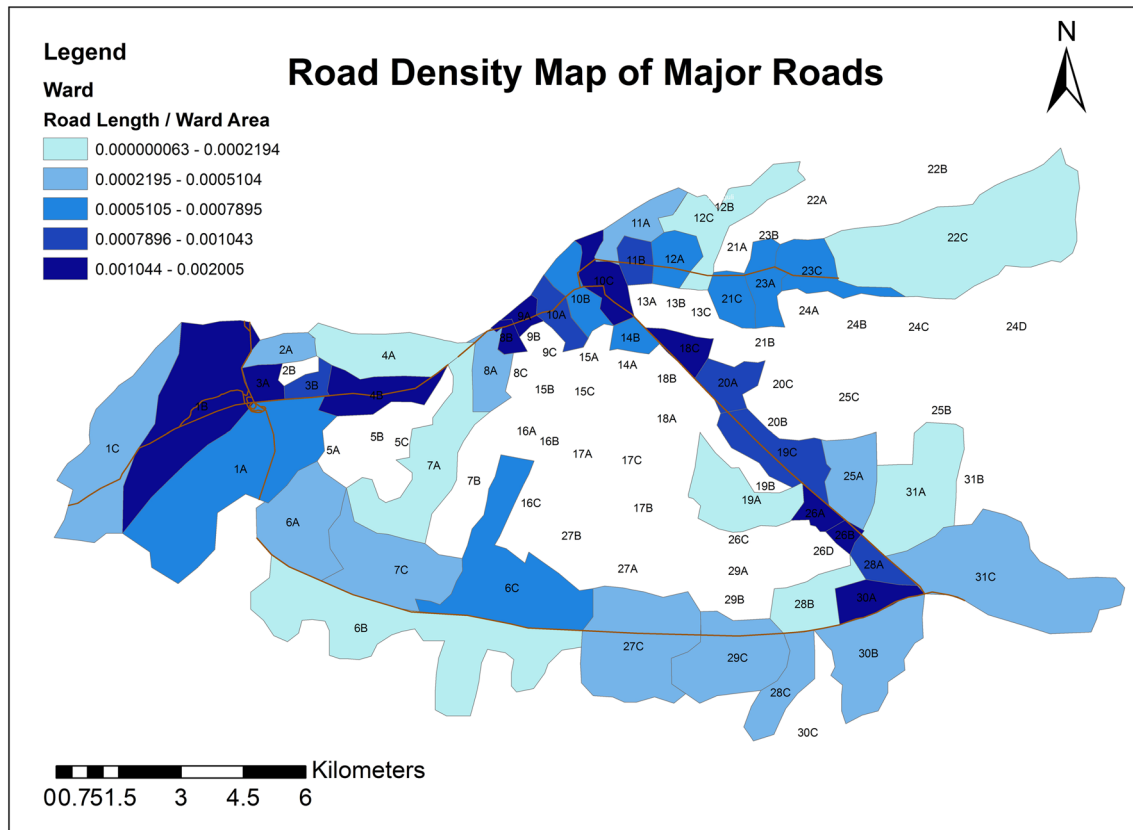 Road Density Map of Major Roads
N
Legend
Ward
Road Length / Ward Area
0.000000063 - 0.0002194
0.0002195 - 0.0005104
0.0005105 - 0.0007895
0.0007896 - 0.001043
0.001044 - 0.002005
22B
22A
12B
12C
11A
23B
22C
21A
11B
12A
23C
10C
23A
21C
10B
13A
13B
13C
24A
10A
9A
24B
24C
24D
9B
8B
14B
21B
2A
4A
9C
15A
14A
16C
2B
8A
8C
18B
3A
3B
20A
20C
4B
15B
15C
25C
1B
25B
18A
20B
16A
5B
5C
16B
1C
5A
17A
17C
19C
1A
7A
25A
7B
31B
19B
31A
16C
19A
17B
26A
6A
27B
26C
26B
26D
28A
7C
27A
29A
31C
6C
30A
29B
28B
6B
27C
30B
29C
28C
30C
Kilometers
00.751.5 3 4.5 6